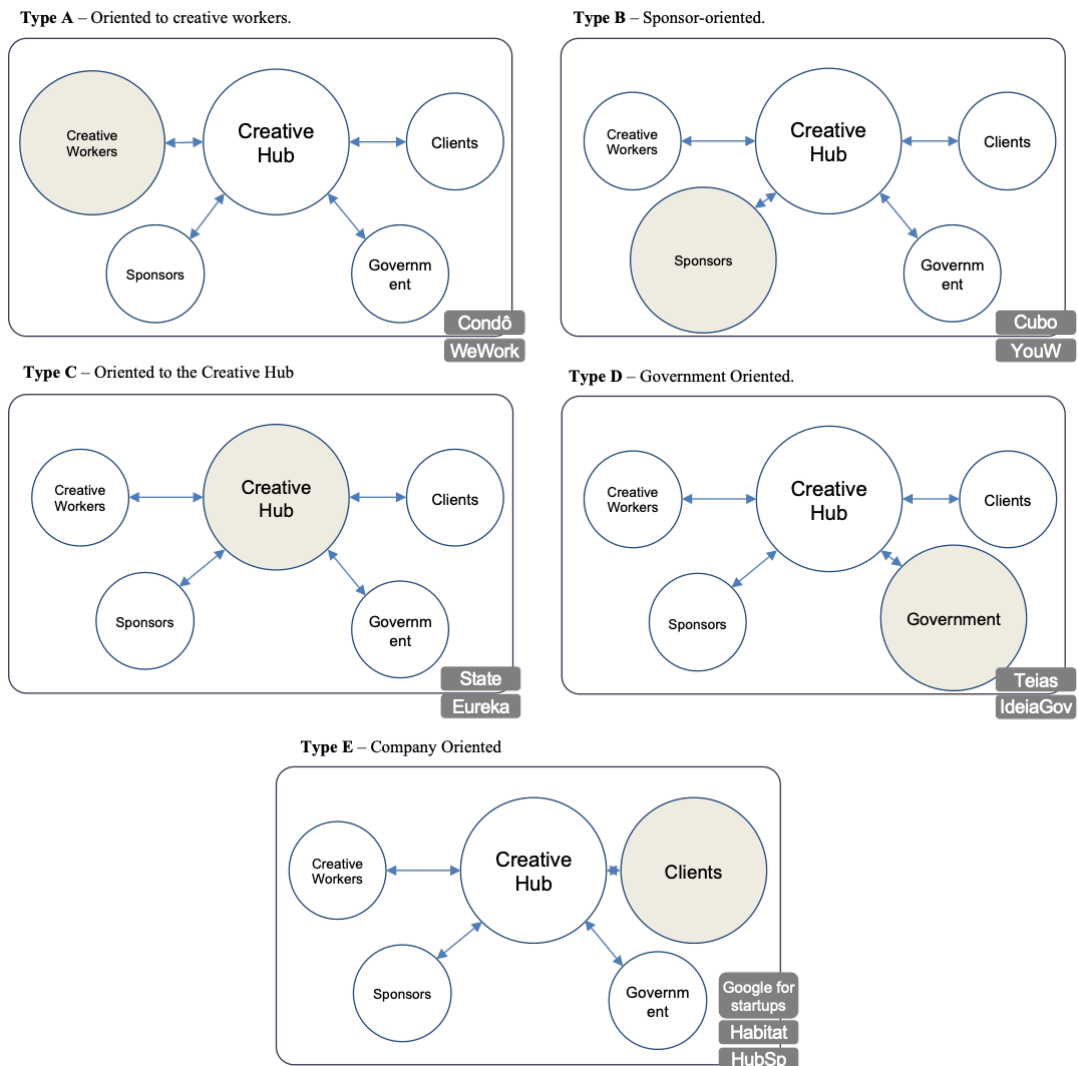 Type A – Oriented to creative workers.
Creative
Workers
Creative
Hub
Clients
Sponsors
Governm
ent
Condô
WeWork
Type B – Sponsor-oriented.
Creative
Workers
Creative
Hub
Clients
Sponsors
Governm
ent
Cubo
YouW
Type C – Oriented to the Creative Hub
Creative
Workers
Creative
Hub
Clients
Sponsors
Governm
ent
State
Eureka
Type D – Government Oriented.
Creative
Workers
Creative
Hub
Clients
Sponsors
Government
Teias
IdeiaGov
Type E – Company Oriented
Creative
Workers
Creative
Hub
Clients
Sponsors
Governm
ent
Google for
startups
Habitat
HubSp